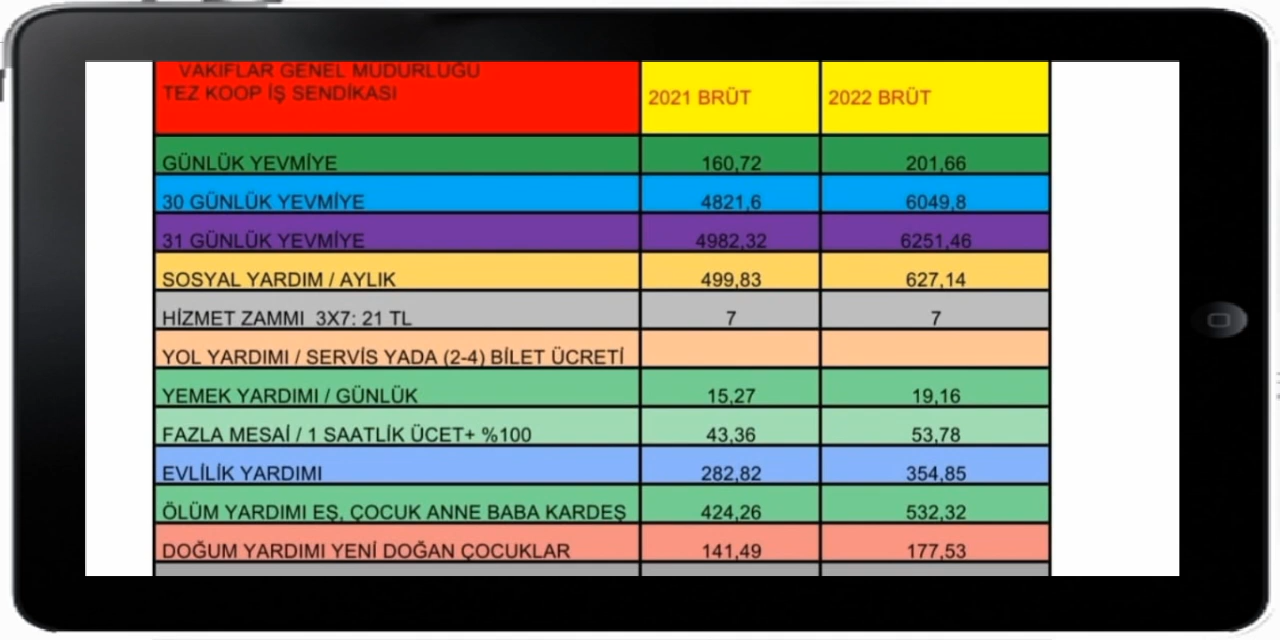 VAKIFLAR GENEL MÜDÜRLÜĞÜ
TEZ KOOP İŞ SENDİKASI
2021 BRÜT 2022 BRÜT
GÜNLÜK YEVMİYE 160,72 201,66
30 GÜNLÜK YEVMİYE 4821,6 6049,8
31 GÜNLÜK YEVMİYE 4982,32 6251,46
SOSYAL YARDIM / AYLIK 499,83 627,14
HİZMET ZAMMI 3X7: 21 TL 7 7
YOL YARDIMI / SERVİS YADA (2-4) BİLET ÜCRETİ
YEMEK YARDIMI / GÜNLÜK 15,27 19,16
FAZLA MESAİ / 1 SAATLİK ÜCET+ %100 43,36 53,78
EVLİLİK YARDIMI 282,82 354,85
ÖLÜM YARDIMI EŞ, ÇOCUK ANNE BABA KARDEŞ 424,26 532,32
DOĞUM YARDIMI YENİ DOĞAN ÇOCUKLAR 141,49 177,53